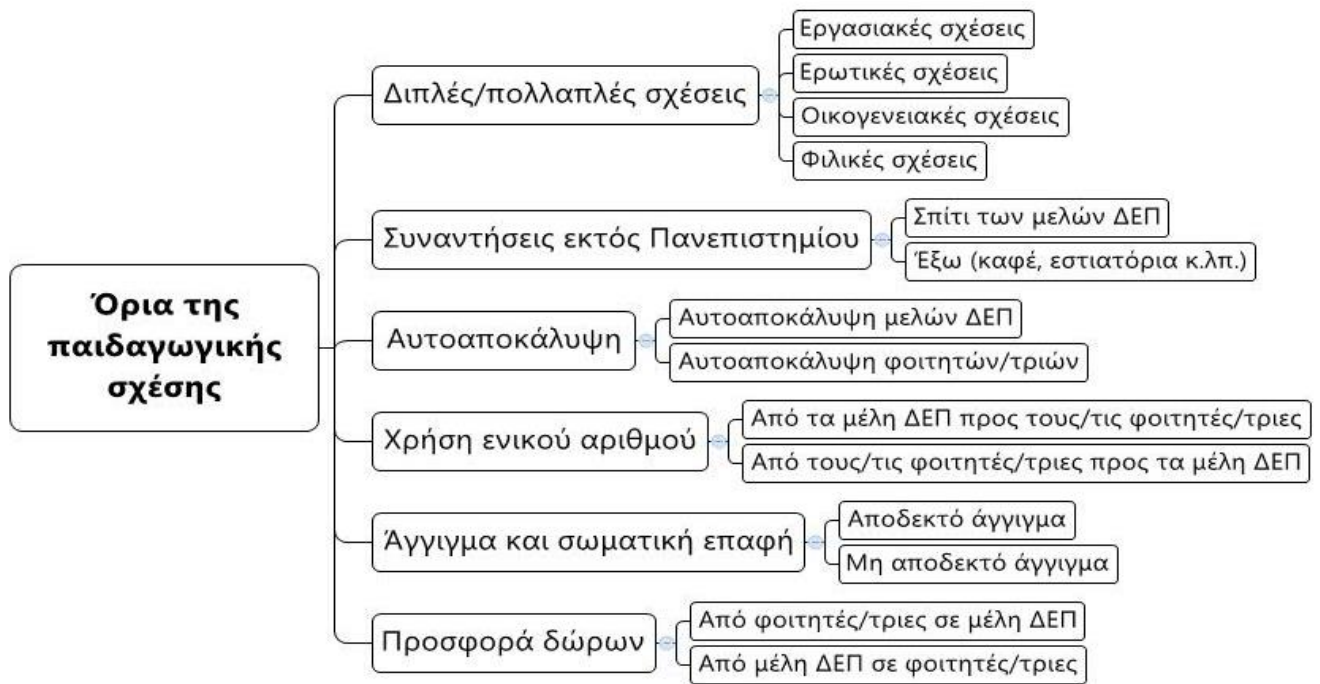 Όρια της
παιδαγωγικής
σχέσης
Διπλές/πολλαπλές σχέσεις
Εργασιακές σχέσεις
Ερωτικές σχέσεις
Οικογενειακές σχέσεις
Φιλικές σχέσεις
Συναντήσεις εκτός Πανεπιστημίου
Σπίτι των μελών ΔΕΠ
Έξω (καφέ, εστιατόρια κ.λπ.)
Αυτοαποκάλυψη
Αυτοαποκάλυψη μελών ΔΕΠ
Αυτοαποκάλυψη φοιτητών/τριών
Χρήση ενικού αριθμού
Από τα μέλη ΔΕΠ προς τους/τις φοιτητές/τριες
Από τους/τις φοιτητές/τριες προς τα μέλη ΔΕΠ
Άγγιγμα και σωματική επαφή
Αποδεκτό άγγιγμα
Μη αποδεκτό άγγιγμα
Προσφορά δώρων
Από φοιτητές/τριες σε μέλη ΔΕΠ
Από μέλη ΔΕΠ σε φοιτητές/τριες